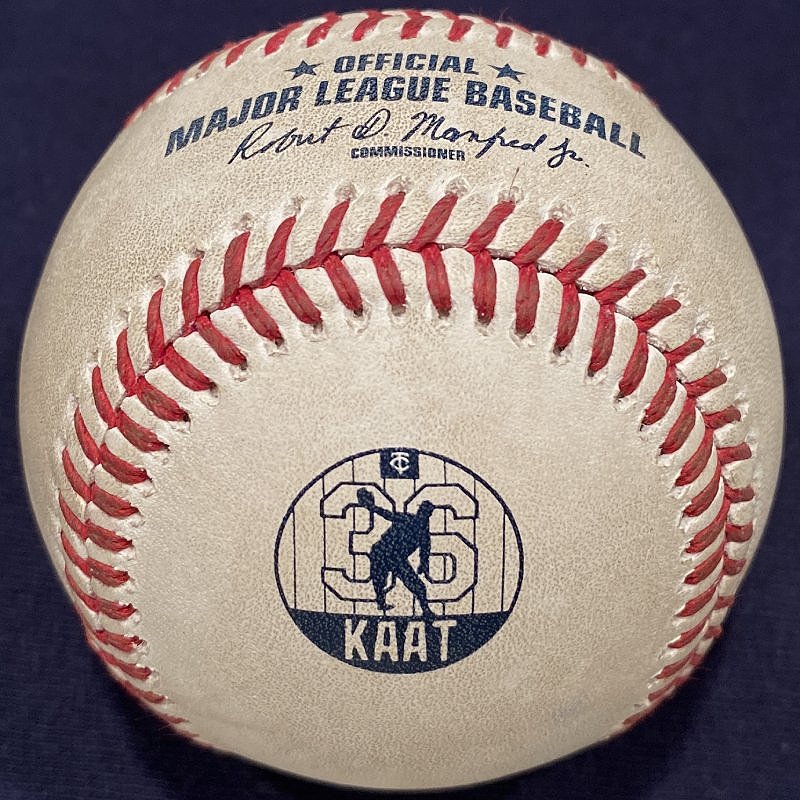 ★ OFFICIAL ★
MAJOR LEAGUE BASEBALL
Robert D. Manfred Jr.
COMMISSIONER
TC
36
KAAT